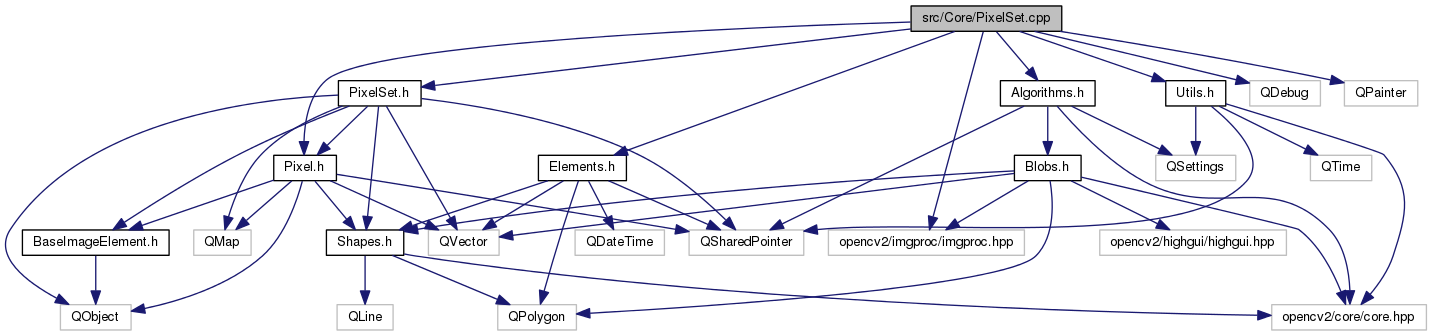 src/Core/PixelSet.cpp
PixelSet.h
Algorithms.h
Utils.h
QDebug
QPainter
Pixel.h
Elements.h
Blobs.h
QSettings
QTime
BaseImageElement.h
QMap
Shapes.h
QVector
QDateTime
QSharedPointer
opencv2/imgproc/imgproc.hpp
opencv2/highgui/highgui.hpp
QObject
QLine
QPolygon
opencv2/core/core.hpp